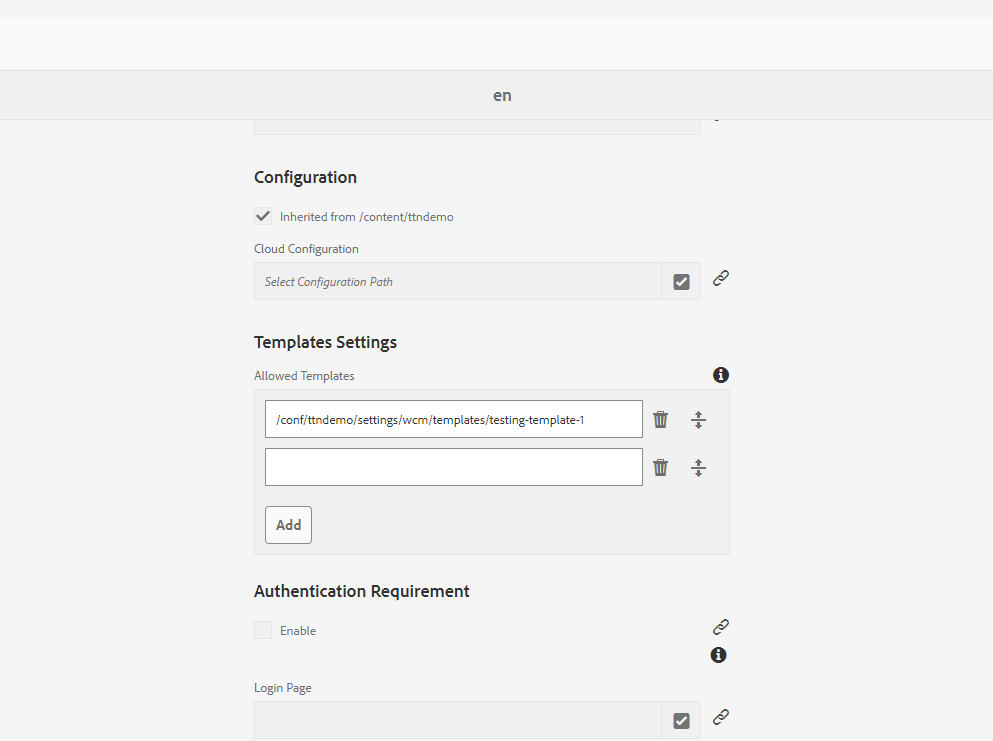 en
Configuration
Inherited from /content/ttndemo
Cloud Configuration
Select Configuration Path
Templates Settings
Allowed Templates
/conf/ttndemo/settings/wcm/templates/testing-template-1
Add
Authentication Requirement
Enable
Login Page